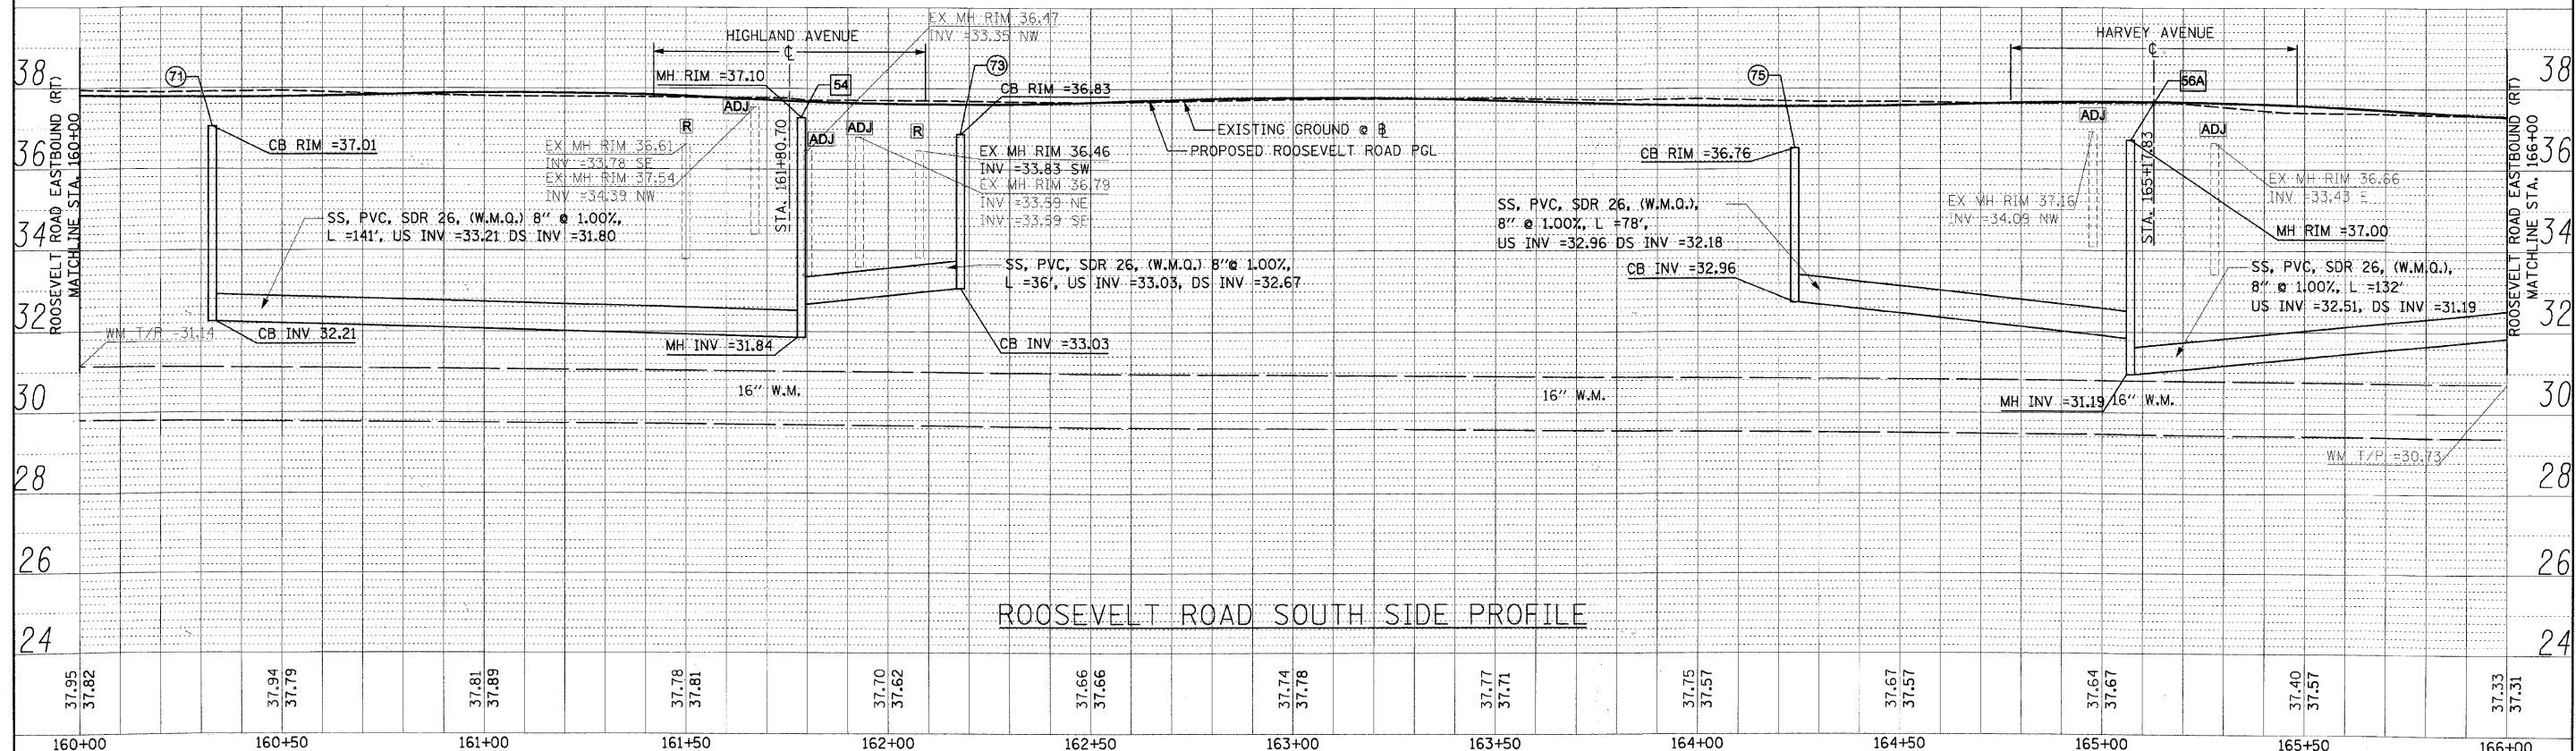 EX MH RIM 36.47
INV =33.35 NW
HIGHLAND AVENUE
℄
HARVEY AVENUE
℄
38
36
34
32
30
28
26
24
ROOSEVELT ROAD EASTBOUND (RT)
MATCHLINE STA. 160+00
71
CB RIM =37.01
SS, PVC, SDR 26, (W.M.Q.) 8" @ 1.00%,
L =141', US INV =33.21 DS INV =31.80
WM T/P =31.14
CB INV 32.21
R
ADJ
EX MH RIM 36.61
INV =33.78 SE
EX MH RIM 37.54
INV =34.39 NW
MH RIM =37.10
54
STA. 161+80.70
MH INV =31.84
ADJ
ADJ
R
73
CB RIM =36.83
EX MH RIM 36.46
INV =33.83 SW
EX MH RIM 36.79
INV =33.59 NE
INV =33.59 SE
SS, PVC, SDR 26, (W.M.Q.) 8"@ 1.00%,
L =36', US INV =33.03, DS INV =32.67
CB INV =33.03
EXISTING GROUND @ ℄
PROPOSED ROOSEVELT ROAD PGL
16" W.M.
16" W.M.
16" W.M.
75
CB RIM =36.76
SS, PVC, SDR 26, (W.M.Q.),
8" @ 1.00%, L =78',
US INV =32.96 DS INV =32.18
CB INV =32.96
ADJ
EX MH RIM 37.16
INV =34.09 NW
56A
STA. 165+17.83
ADJ
EX MH RIM 36.66
INV =33.43 E
MH RIM =37.00
SS, PVC, SDR 26, (W.M.Q.),
8" @ 1.00%, L =132'
US INV =32.51, DS INV =31.19
MH INV =31.19
WM T/P =30.73
ROOSEVELT ROAD EASTBOUND (RT)
MATCHLINE STA. 166+00
38
36
34
32
30
28
26
24
ROOSEVELT ROAD SOUTH SIDE PROFILE
37.95
37.82
37.94
37.79
37.81
37.89
37.78
37.81
37.70
37.62
37.66
37.66
37.74
37.78
37.77
37.71
37.75
37.57
37.67
37.57
37.64
37.67
37.40
37.57
37.33
37.31
160+00
160+50
161+00
161+50
162+00
162+50
163+00
163+50
164+00
164+50
165+00
165+50
166+00